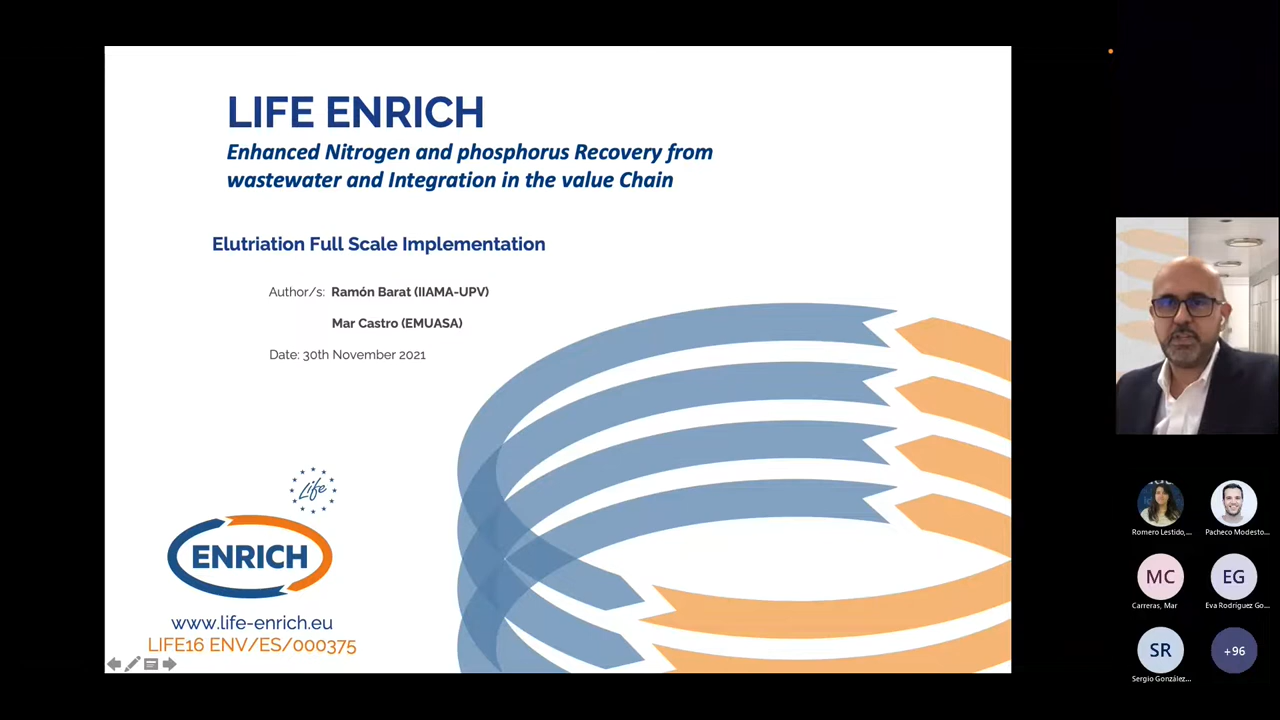 LIFE ENRICH
Enhanced Nitrogen and phosphorus Recovery from
wastewater and Integration in the value Chain
Elutriation Full Scale Implementation
Author/s: Ramón Barat (IIAMA-UPV)
Mar Castro (EMUASA)
Date: 30th November 2021
Life
ENRICH
www.life-enrich.eu
LIFE16 ENV/ES/000375
Romero Lestido,...
Pacheco Modesto...
MC
EG
Carreras, Mar
Eva Rodríguez Go...
SR
+96
Sergio González...